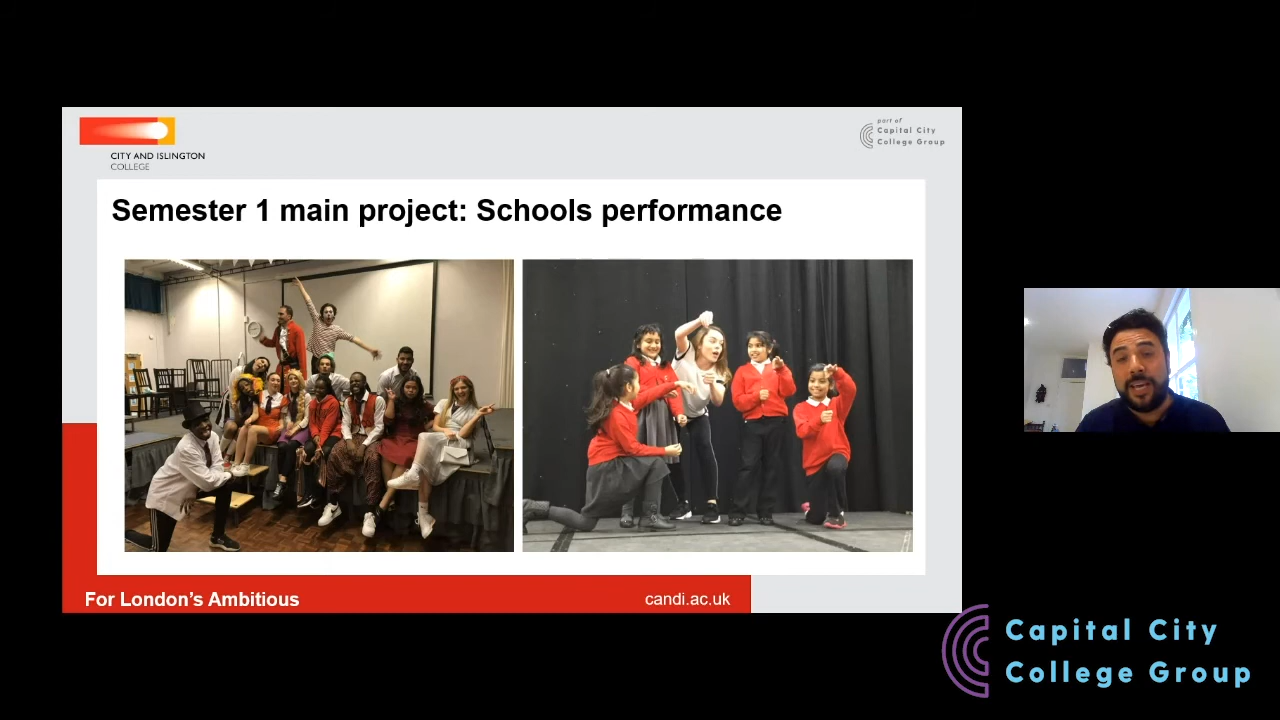 CITY AND ISLINGTON
COLLEGE
part of
Capital City
College Group
Semester 1 main project: Schools performance
For London's Ambitious
candi.ac.uk
Capital City
College Group